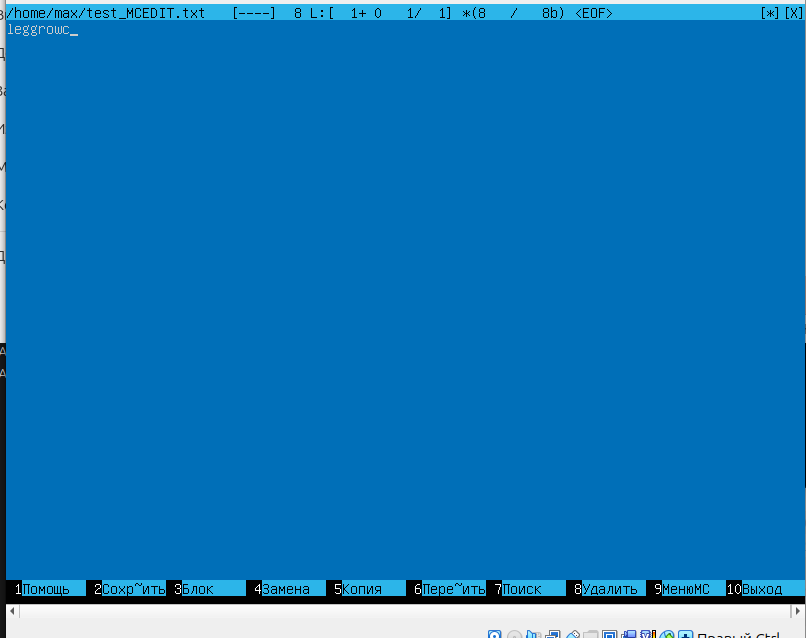 /home/max/test_MCEDIT.txt [----] 8 L:[ 1+ 0 1/ 1] *(8 / 8b) <EOF> [*][X]
leggrowc_
1Помощь 2Сохр~ить 3Блок 4Замена 5Копия 6Пере~ить 7Поиск 8Удалить 9МенюМС 10Выход
Правый Ctrl